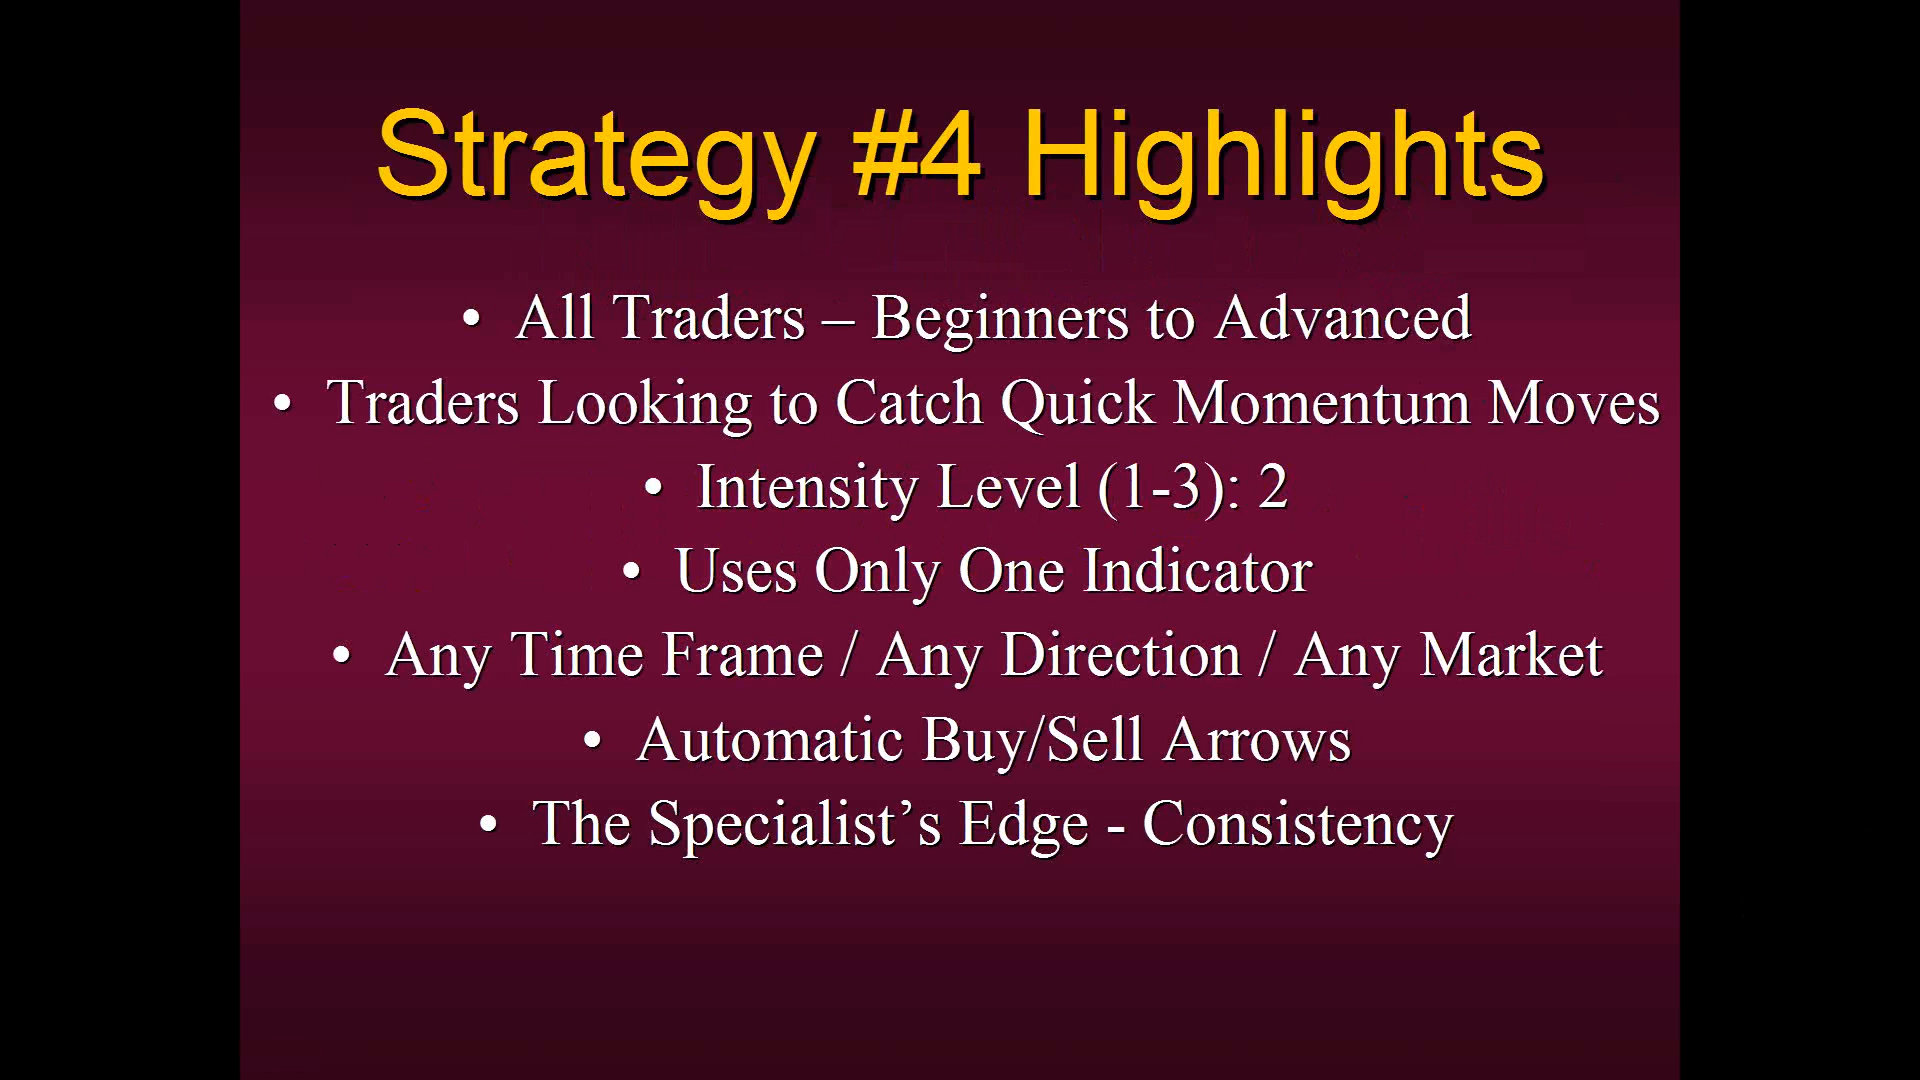 Strategy #4 Highlights
• All Traders – Beginners to Advanced
• Traders Looking to Catch Quick Momentum Moves
• Intensity Level (1-3): 2
• Uses Only One Indicator
• Any Time Frame / Any Direction / Any Market
• Automatic Buy/Sell Arrows
• The Specialist’s Edge - Consistency